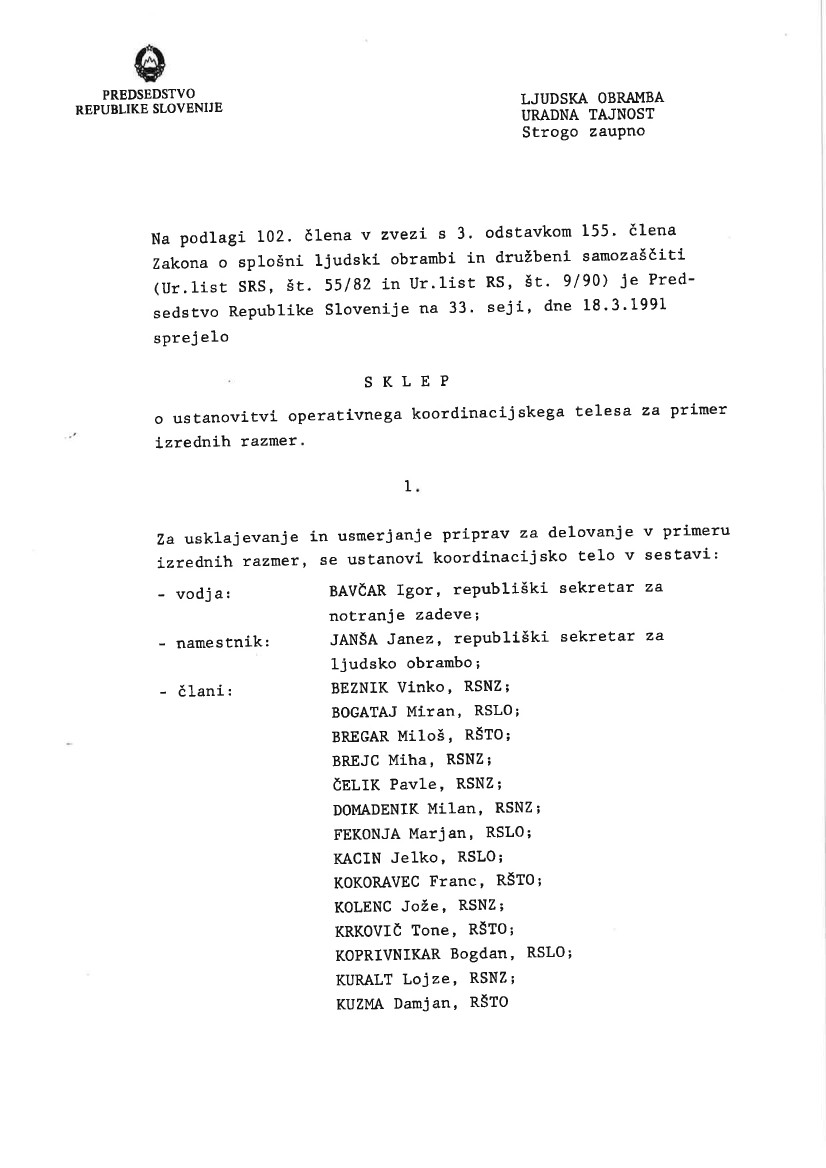 PREDSEDSTVO
REPUBLIKE SLOVENIJE
LJUDSKA OBRAMBA
URADNA TAJNOST
Strogo zaupno
Na podlagi 102. člena v zvezi s 3. odstavkom 155. člena
Zakona o splošni ljudski obrambi in družbeni samozaščiti
(Ur.list SRS, št. 55/82 in Ur.list RS, št. 9/90) je Pred-
sedstvo Republike Slovenije na 33. seji, dne 18.3.1991
sprejelo
S K L E P
o ustanovitvi operativnega koordinacijskega telesa za primer
izrednih razmer.
1.
Za usklajevanje in usmerjanje priprav za delovanje v primeru
izrednih razmer, se ustanovi koordinacijsko telo v sestavi:
- vodja: BAVČAR Igor, republiški sekretar za
notranje zadeve;
- namestnik: JANŠA Janez, republiški sekretar za
ljudsko obrambo;
- člani: BEZNIK Vinko, RSNZ;
BOGATAJ Miran, RSLO;
BREGAR Miloš, RŠTO;
BREJC Miha, RSNZ;
ČELIK Pavle, RSNZ;
DOMADENIK Milan, RSNZ;
FEKONJA Marjan, RSLO;
KACIN Jelko, RSLO;
KOKORAVEC Franc, RŠTO;
KOLENC Jože, RSNZ;
KRKOVIČ Tone, RŠTO;
KOPRIVNIKAR Bogdan, RSLO;
KURALT Lojze, RSNZ;
KUZMA Damjan, RŠTO